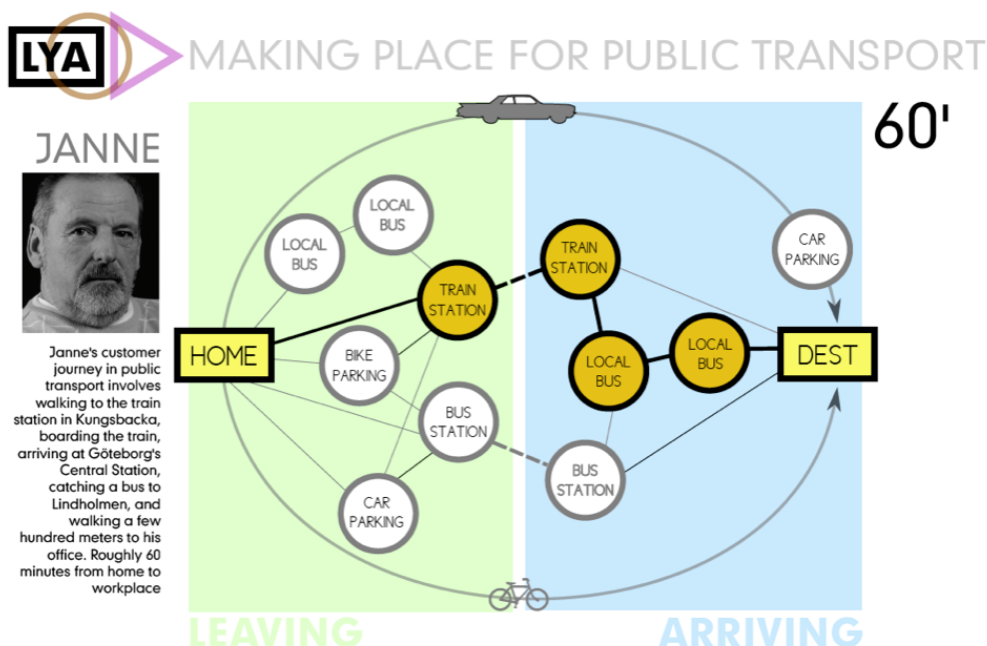 LYA
MAKING PLACE FOR PUBLIC TRANSPORT
60'
JANNE
Janne's customer
journey in public
transport involves
walking to the train
station in Kungsbacka,
boarding the train,
arriving at Göteborg's
Central Station,
catching a bus to
Lindholmen, and
walking a few
hundred meters to his
office. Roughly 60
minutes from home to
workplace
HOME
LOCAL
BUS
LOCAL
BUS
TRAIN
STATION
BIKE
PARKING
BUS
STATION
CAR
PARKING
TRAIN
STATION
LOCAL
BUS
LOCAL
BUS
BUS
STATION
CAR
PARKING
DEST
LEAVING
ARRIVING